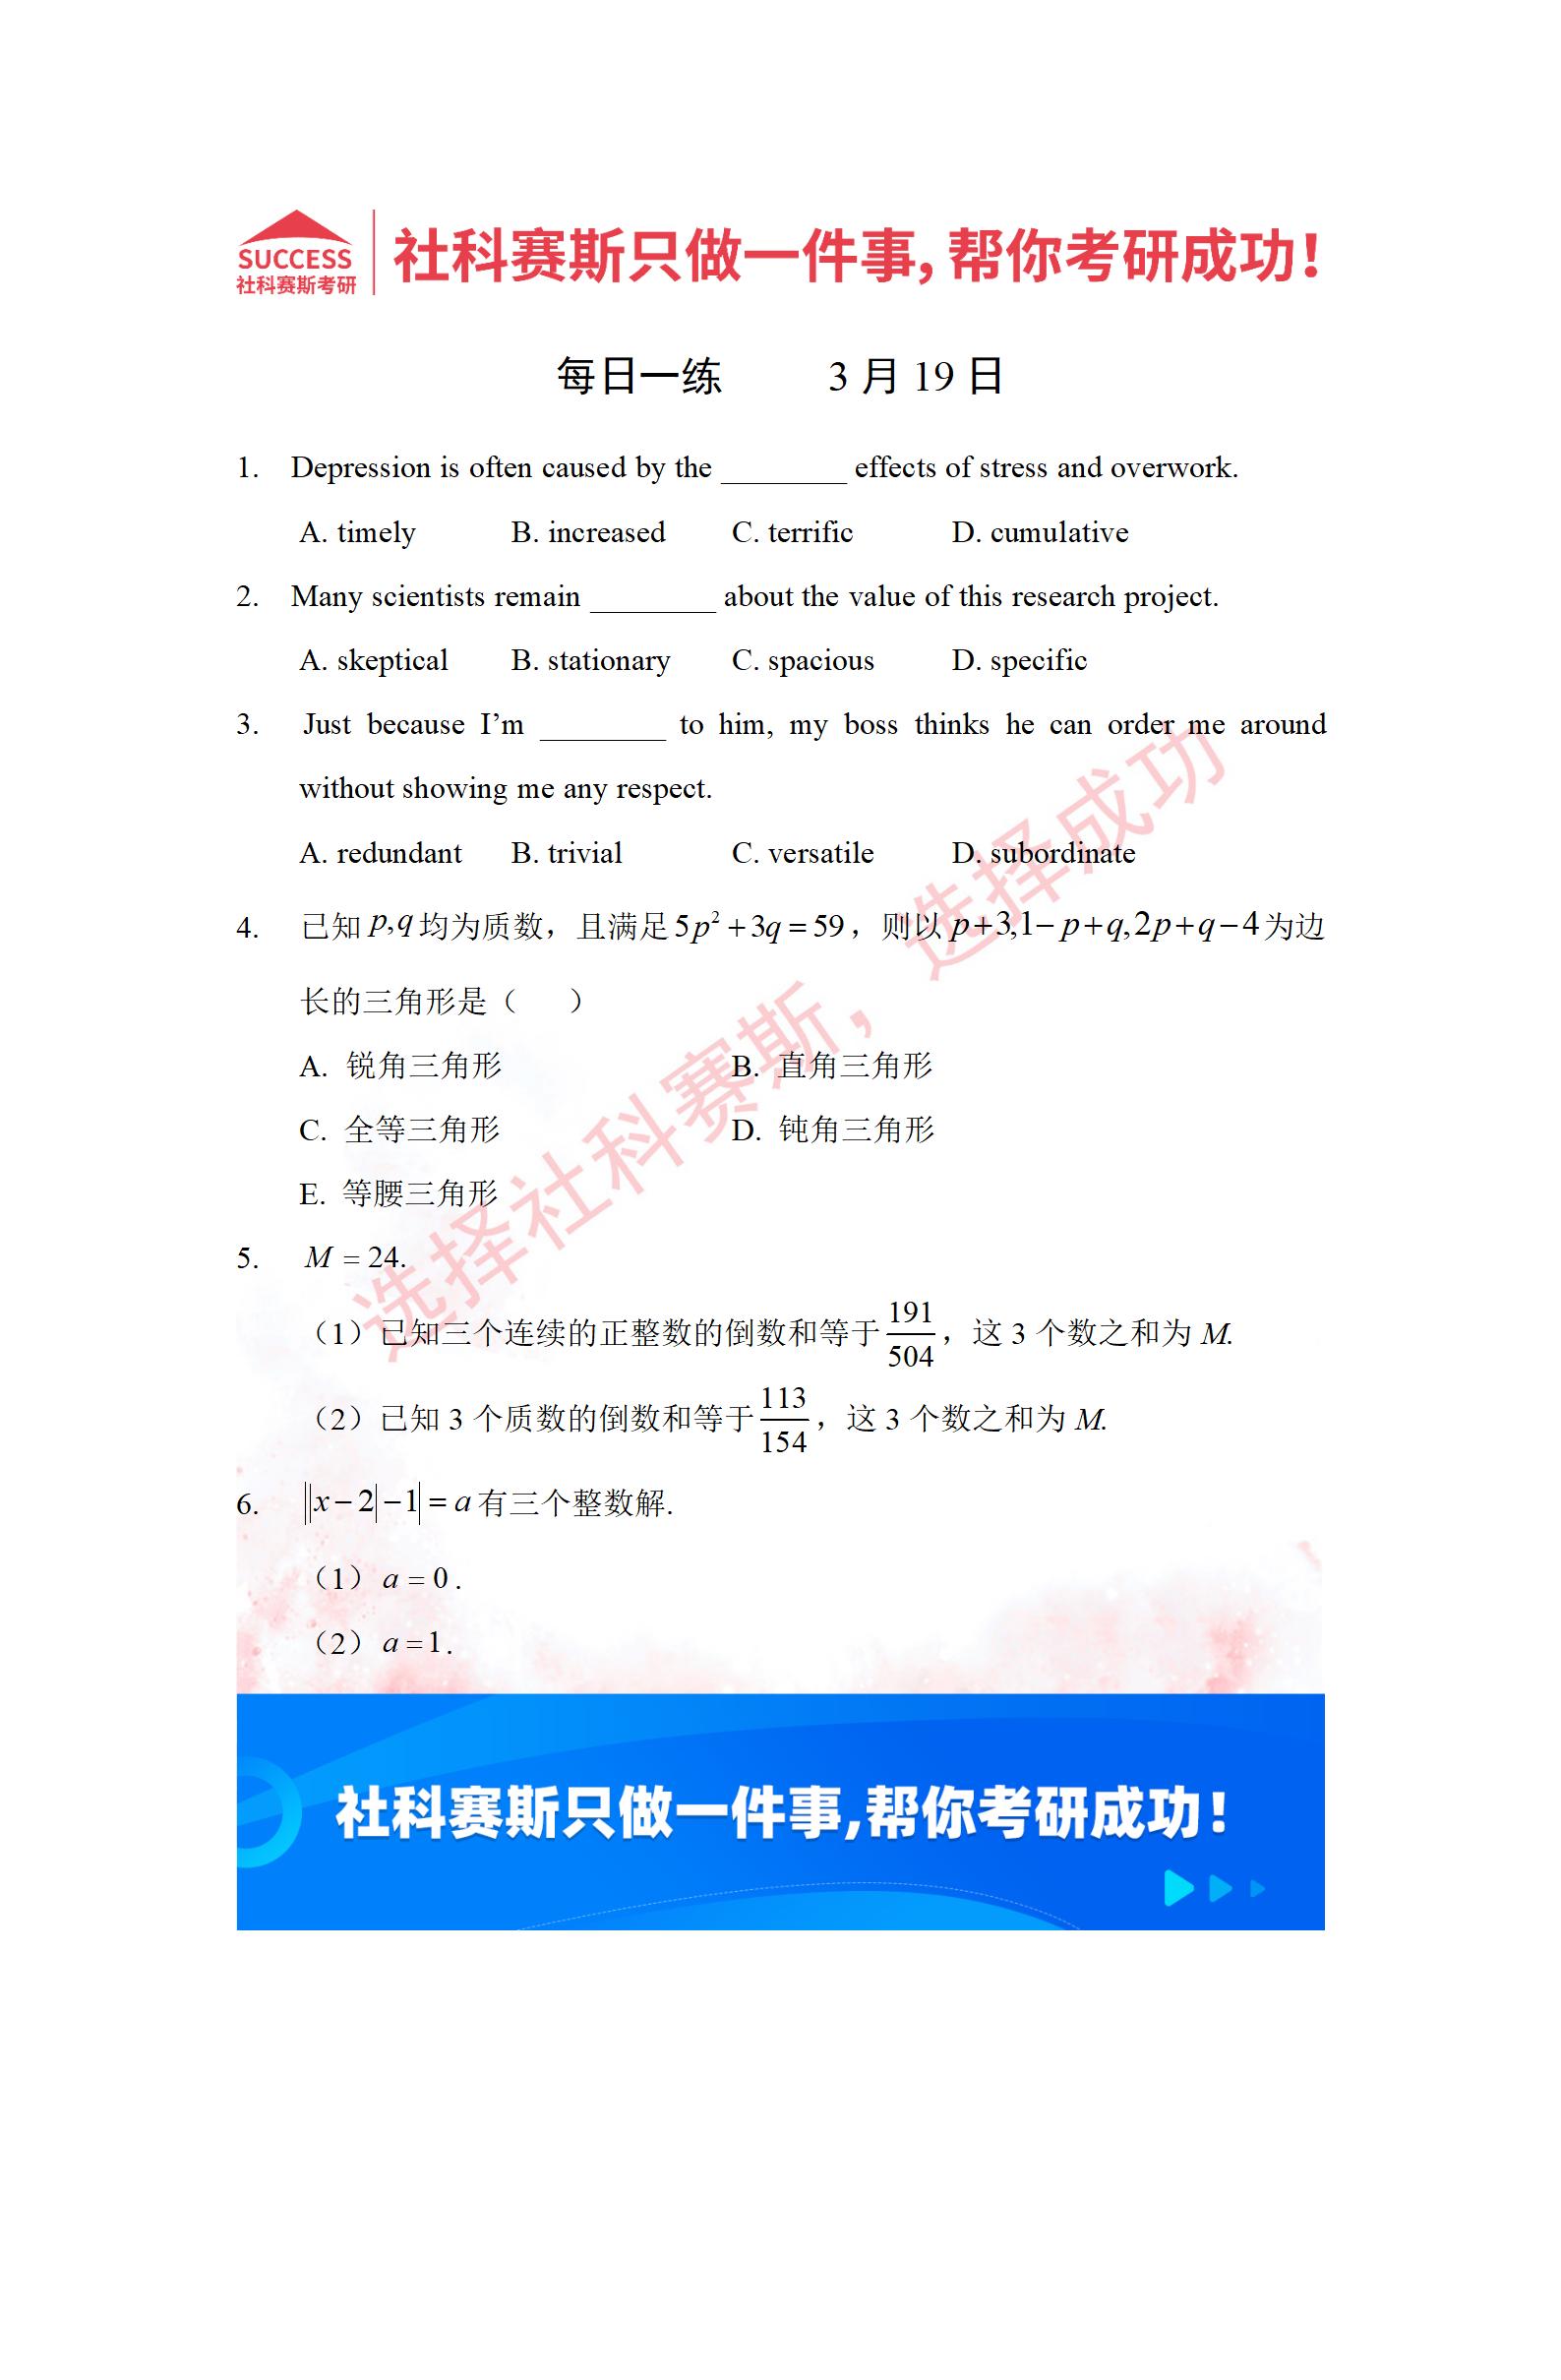 SUCCESS
社科赛斯考研
社科赛斯只做一件事,帮你考研成功!
每日一练 3月19日
1. Depression is often caused by the ________ effects of stress and overwork.
A. timely B. increased C. terrific D. cumulative
2. Many scientists remain ________ about the value of this research project.
A. skeptical B. stationary C. spacious D. specific
3. Just because I’m ________ to him, my boss thinks he can order me around
without showing me any respect.
A. redundant B. trivial C. versatile D. subordinate
4. 已知 p,q 均为质数，且满足 5p²+3q=59，则以 p+3,1−p+q,2p+q−4 为边
长的三角形是（ ）
A. 锐角三角形 B. 直角三角形
C. 全等三角形 D. 钝角三角形
E. 等腰三角形
5. M = 24.
（1）已知三个连续的正整数的倒数和等于 191/504，这 3 个数之和为 M.
（2）已知 3 个质数的倒数和等于 113/154，这 3 个数之和为 M.
6. ||x−2|−1|=a 有三个整数解.
（1） a = 0 .
（2） a =1.
选择社科赛斯，选择成功
社科赛斯只做一件事,帮你考研成功!